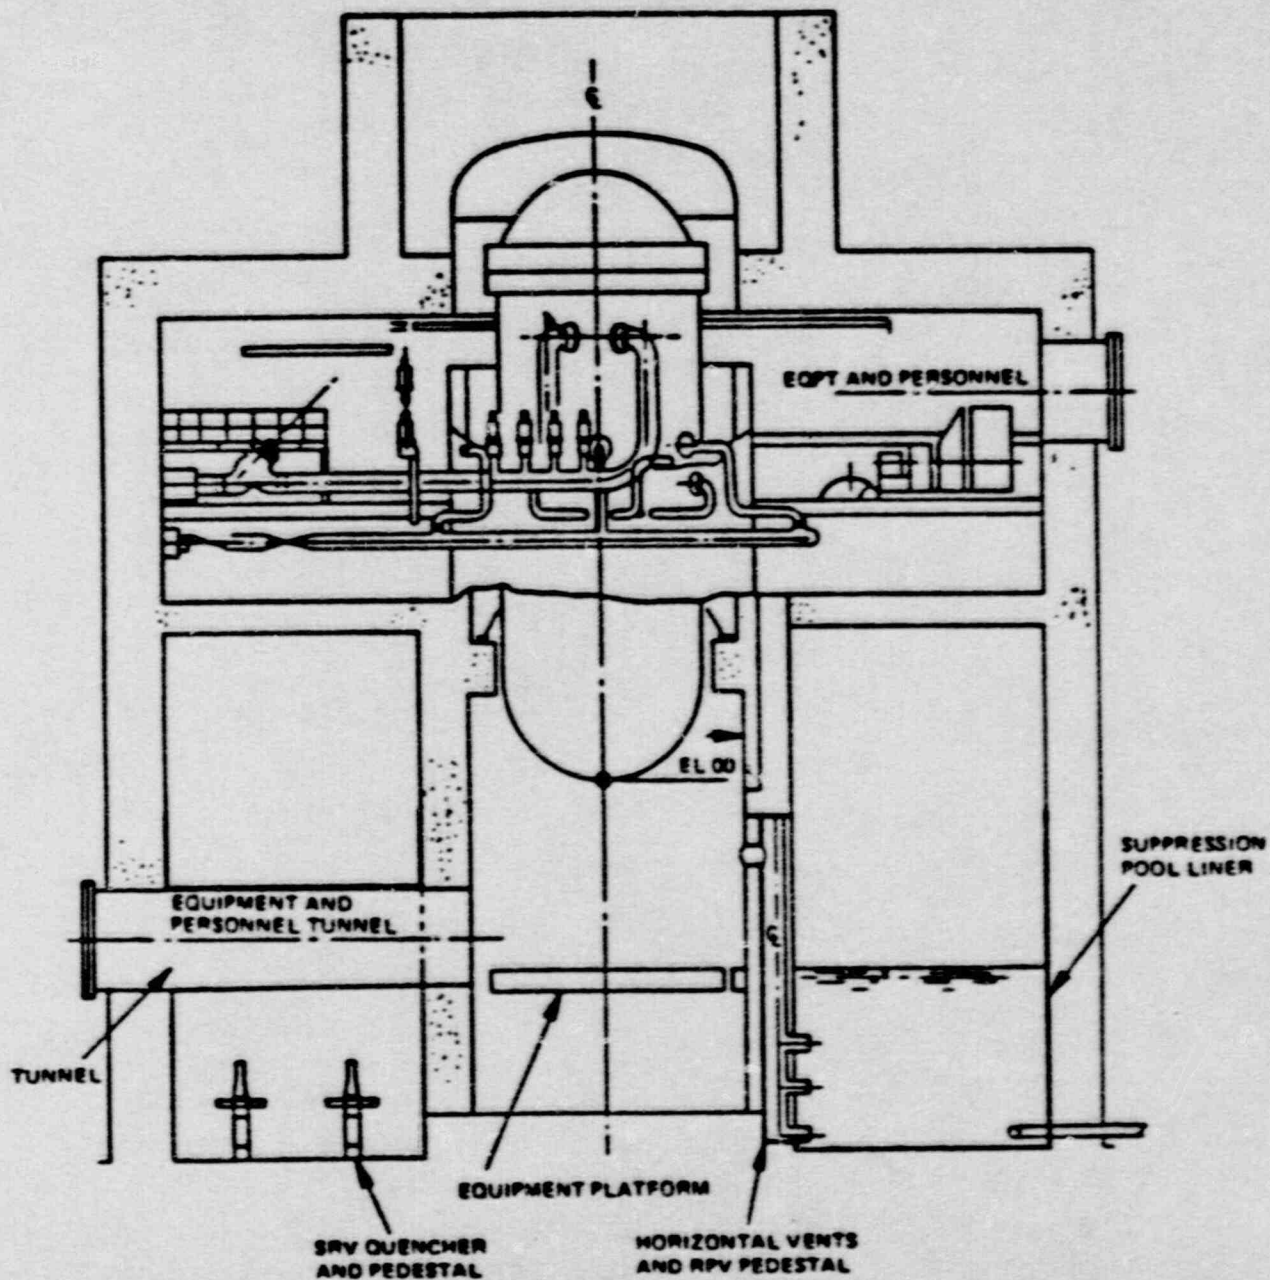 ℄
EQPT AND PERSONNEL
EL 00
SUPPRESSION
POOL LINER
EQUIPMENT AND
PERSONNEL TUNNEL
℄
TUNNEL
EQUIPMENT PLATFORM
SRV QUENCHER
AND PEDESTAL
HORIZONTAL VENTS
AND RPV PEDESTAL